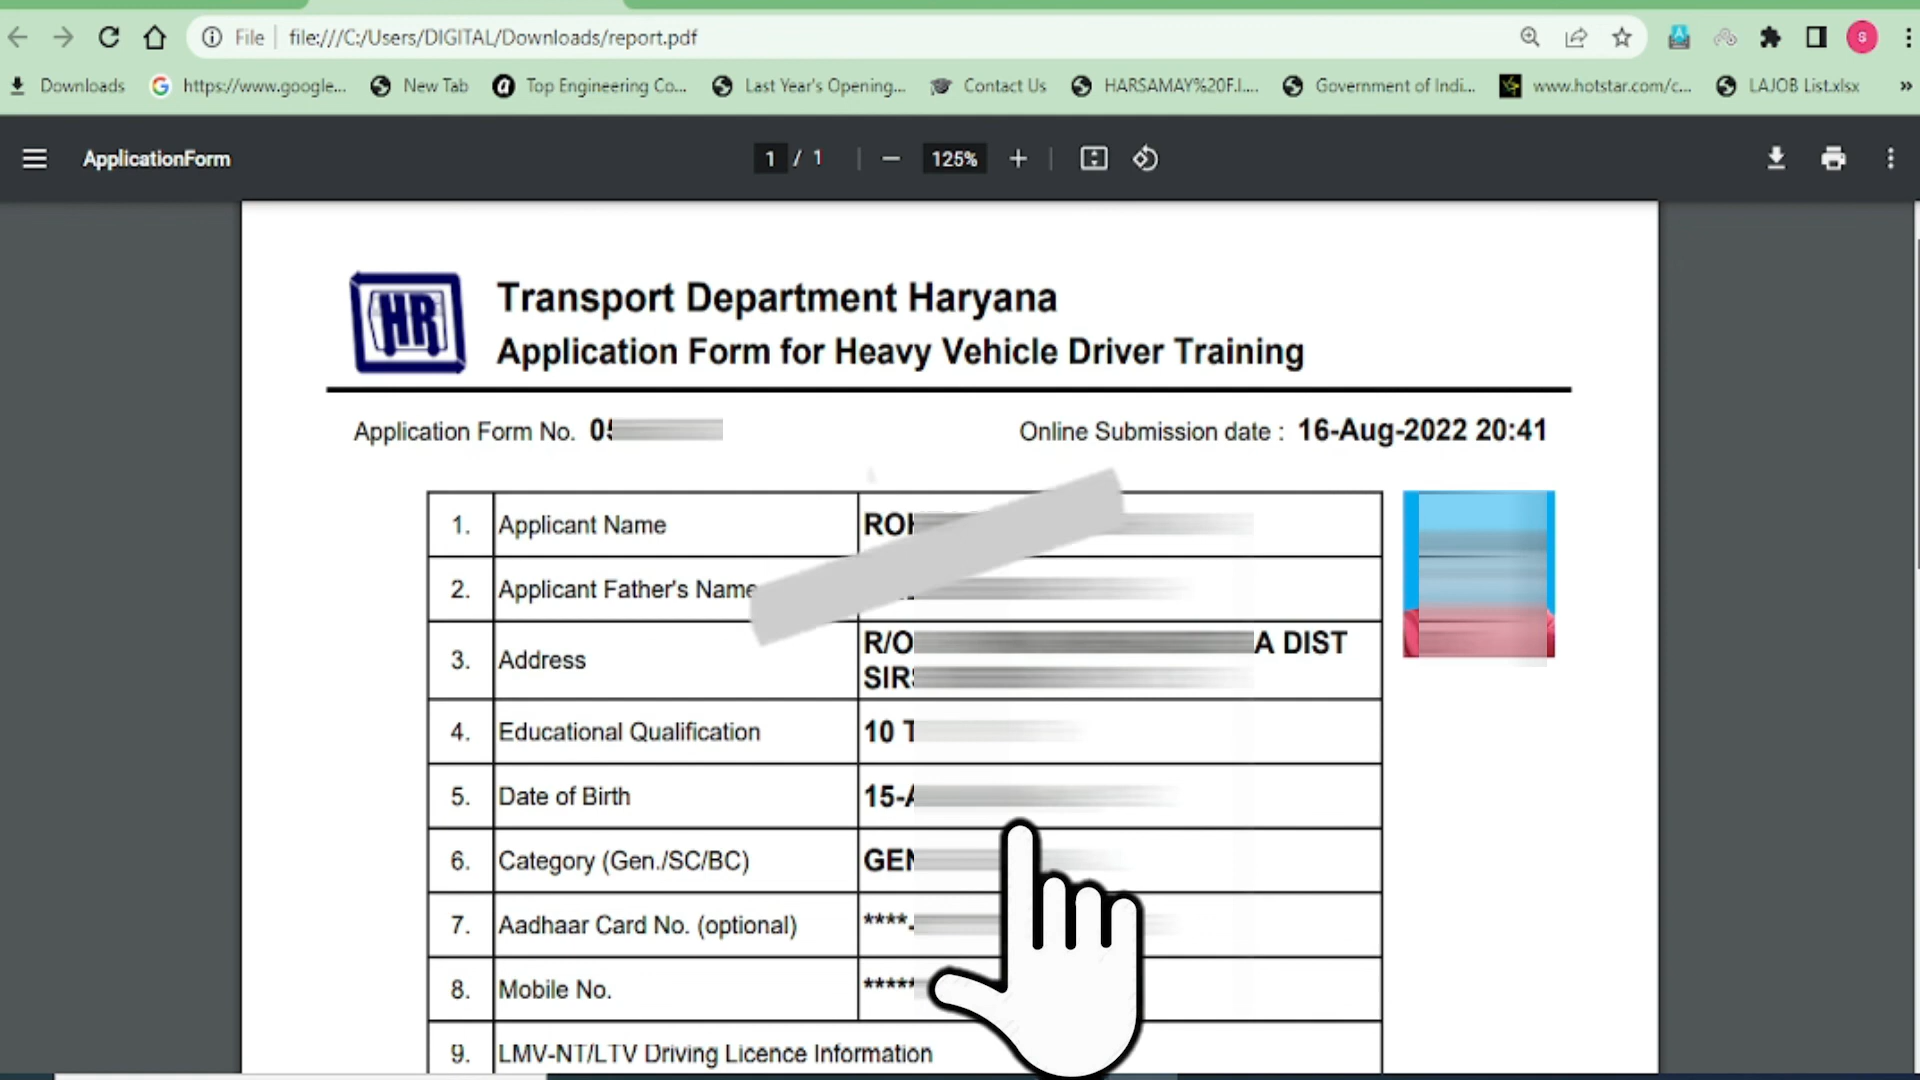 File file:///C:/Users/DIGITAL/Downloads/report.pdf
S
Downloads https://www.google... New Tab Top Engineering Co... Last Year's Opening... Contact Us HARSAMAY%20F.I.... Government of Indi... www.hotstar.com/c... LAJOB List.xlsx »
ApplicationForm 1 / 1 125%
HR
Transport Department Haryana
Application Form for Heavy Vehicle Driver Training
Application Form No. Online Submission date : 16-Aug-2022 20:41
1. Applicant Name
2. Applicant Father's Name
3. Address R/O A DIST
4. Educational Qualification 10
5. Date of Birth 15-
6. Category (Gen./SC/BC)
7. Aadhaar Card No. (optional) ****
8. Mobile No. *****
9. LMV-NT/LTV Driving Licence Information